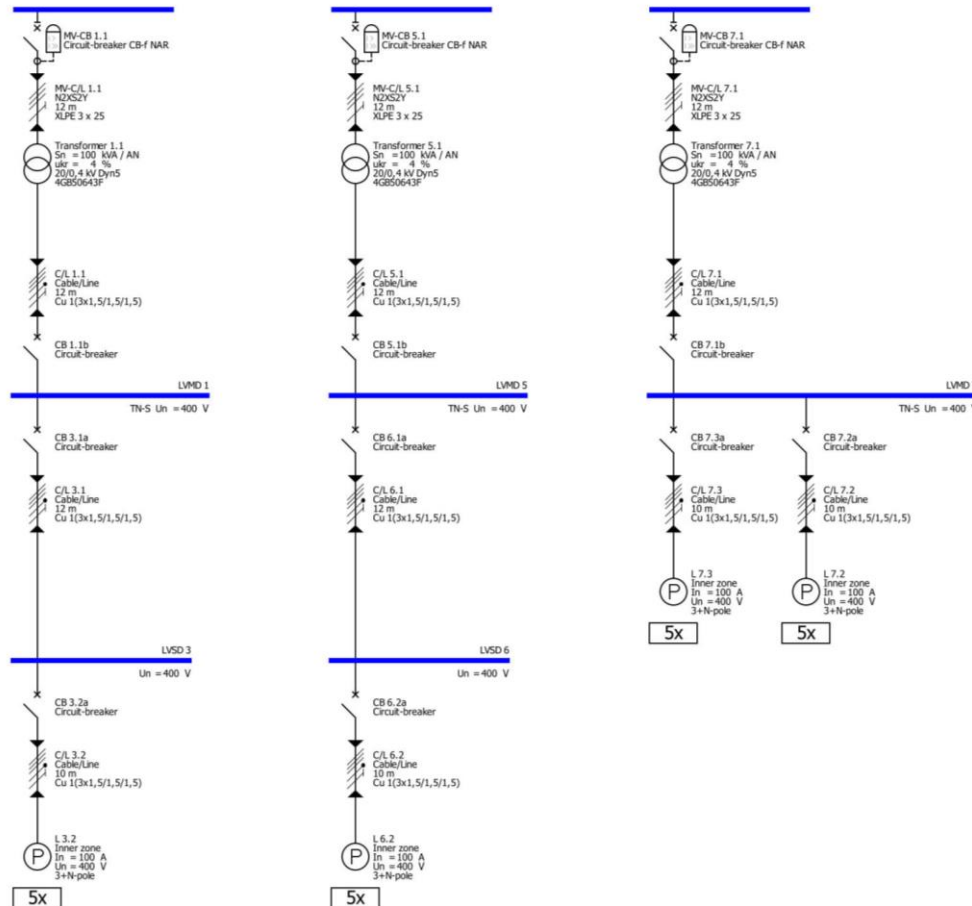 MV-CB 1.1
Circuit-breaker CB-f NAR
MV-C/L 1.1
N2XS2Y
12 m
XLPE 3 x 25
Transformer 1.1
Sn =100 kVA / AN
ukr = 4 %
20/0,4 kV Dyn5
4GBS0643F
C/L 1.1
Cable/Line
12 m
Cu 1(3x1,5/1,5/1,5)
CB 1.1b
Circuit-breaker
LVMD 1
TN-S Un =400 V
CB 3.1a
Circuit-breaker
C/L 3.1
Cable/Line
12 m
Cu 1(3x1,5/1,5/1,5)
LVSD 3
Un =400 V
CB 3.2a
Circuit-breaker
C/L 3.2
Cable/Line
10 m
Cu 1(3x1,5/1,5/1,5)
L 3.2
Inner zone
In =100 A
Un =400 V
3+N-pole
5x
MV-CB 5.1
Circuit-breaker CB-f NAR
MV-C/L 5.1
N2XS2Y
12 m
XLPE 3 x 25
Transformer 5.1
Sn =100 kVA / AN
ukr = 4 %
20/0,4 kV Dyn5
4GBS0643F
C/L 5.1
Cable/Line
12 m
Cu 1(3x1,5/1,5/1,5)
CB 5.1b
Circuit-breaker
LVMD 5
TN-S Un =400 V
CB 6.1a
Circuit-breaker
C/L 6.1
Cable/Line
12 m
Cu 1(3x1,5/1,5/1,5)
LVSD 6
Un =400 V
CB 6.2a
Circuit-breaker
C/L 6.2
Cable/Line
10 m
Cu 1(3x1,5/1,5/1,5)
L 6.2
Inner zone
In =100 A
Un =400 V
3+N-pole
5x
MV-CB 7.1
Circuit-breaker CB-f NAR
MV-C/L 7.1
N2XS2Y
12 m
XLPE 3 x 25
Transformer 7.1
Sn =100 kVA / AN
ukr = 4 %
20/0,4 kV Dyn5
4GBS0643F
C/L 7.1
Cable/Line
12 m
Cu 1(3x1,5/1,5/1,5)
CB 7.1b
Circuit-breaker
LVMD
TN-S Un =400 V
CB 7.3a
Circuit-breaker
C/L 7.3
Cable/Line
10 m
Cu 1(3x1,5/1,5/1,5)
P
L 7.3
Inner zone
In =100 A
Un =400 V
3+N-pole
5x
CB 7.2a
Circuit-breaker
C/L 7.2
Cable/Line
10 m
Cu 1(3x1,5/1,5/1,5)
P
L 7.2
Inner zone
In =100 A
Un =400 V
3+N-pole
5x
P
P